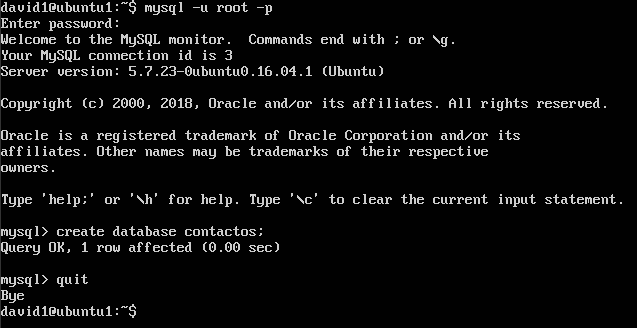 david1@ubuntu1:~$ mysql -u root -p
Enter password:
Welcome to the MySQL monitor.  Commands end with ; or \g.
Your MySQL connection id is 3
Server version: 5.7.23-0ubuntu0.16.04.1 (Ubuntu)
Copyright (c) 2000, 2018, Oracle and/or its affiliates. All rights reserved.
Oracle is a registered trademark of Oracle Corporation and/or its
affiliates. Other names may be trademarks of their respective
owners.
Type 'help;' or '\h' for help. Type '\c' to clear the current input statement.
mysql> create database contactos;
Query OK, 1 row affected (0.00 sec)
mysql> quit
Bye
david1@ubuntu1:~$